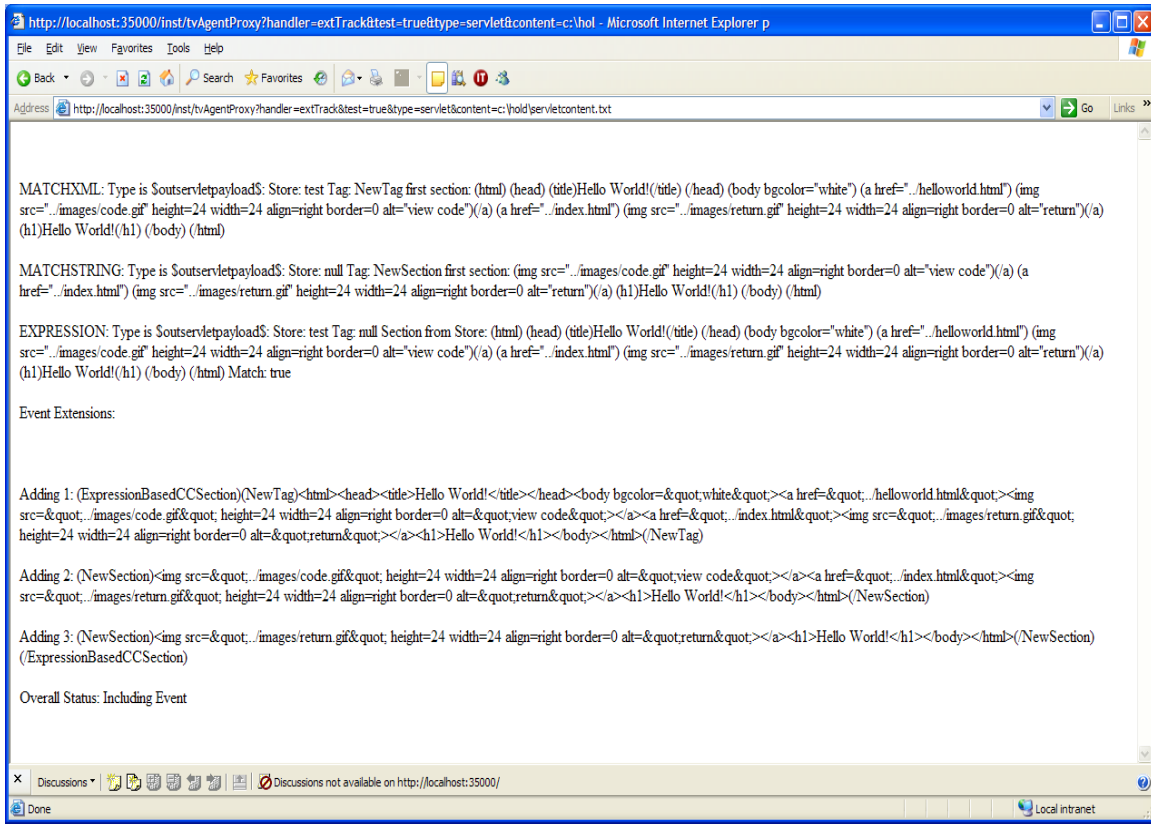 http://localhost:35000/inst/tvAgentProxy?handler=extTrack&test=true&type=servlet&content=c:\hol - Microsoft Internet Explorer p
File Edit View Favorites Tools Help
Back Search Favorites
Address http://localhost:35000/inst/tvAgentProxy?handler=extTrack&test=true&type=servlet&content=c:\hold\servletcontent.txt Go Links »
MATCHXML: Type is $outservletpayload$: Store: test Tag: NewTag first section: (html) (head) (title)Hello World!(/title) (/head) (body bgcolor="white") (a href="../helloworld.html") (img
src="../images/code.gif" height=24 width=24 align=right border=0 alt="view code")(/a) (a href="../index.html") (img src="../images/return.gif" height=24 width=24 align=right border=0 alt="return")(/a)
(h1)Hello World!(/h1) (/body) (/html)
MATCHSTRING: Type is $outservletpayload$: Store: null Tag: NewSection first section: (img src="../images/code.gif" height=24 width=24 align=right border=0 alt="view code")(/a) (a
href="../index.html") (img src="../images/return.gif" height=24 width=24 align=right border=0 alt="return")(/a) (h1)Hello World!(/h1) (/body) (/html)
EXPRESSION: Type is $outservletpayload$: Store: test Tag: null Section from Store: (html) (head) (title)Hello World!(/title) (/head) (body bgcolor="white") (a href="../helloworld.html") (img
src="../images/code.gif" height=24 width=24 align=right border=0 alt="view code")(/a) (a href="../index.html") (img src="../images/return.gif" height=24 width=24 align=right border=0 alt="return")(/a)
(h1)Hello World!(/h1) (/body) (/html) Match: true
Event Extensions:
Adding 1: (ExpressionBasedCCSection)(NewTag)<html><head><title>Hello World!</title></head><body bgcolor=&quot;white&quot;><a href=&quot;../helloworld.html&quot;><img
src=&quot;../images/code.gif&quot; height=24 width=24 align=right border=0 alt=&quot;view code&quot;></a><a href=&quot;../index.html&quot;><img src=&quot;../images/return.gif&quot;
height=24 width=24 align=right border=0 alt=&quot;return&quot;></a><h1>Hello World!</h1></body></html>(/NewTag)
Adding 2: (NewSection)<img src=&quot;../images/code.gif&quot; height=24 width=24 align=right border=0 alt=&quot;view code&quot;></a><a href=&quot;../index.html&quot;><img
src=&quot;../images/return.gif&quot; height=24 width=24 align=right border=0 alt=&quot;return&quot;></a><h1>Hello World!</h1></body></html>(/NewSection)
Adding 3: (NewSection)<img src=&quot;../images/return.gif&quot; height=24 width=24 align=right border=0 alt=&quot;return&quot;></a><h1>Hello World!</h1></body></html>(/NewSection)
(/ExpressionBasedCCSection)
Overall Status: Including Event
Discussions Discussions not available on http://localhost:35000/
Done Local intranet